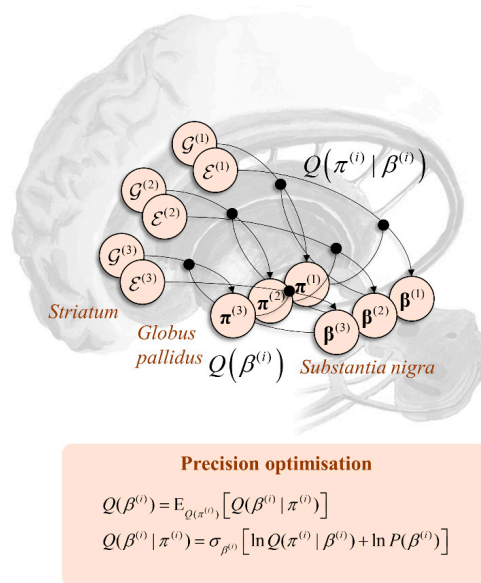 𝒢⁽¹⁾
ℰ⁽¹⁾
Q(π⁽ⁱ⁾ | β⁽ⁱ⁾)
𝒢⁽²⁾
ℰ⁽²⁾
𝒢⁽³⁾
ℰ⁽³⁾
π⁽¹⁾
π⁽²⁾
π⁽³⁾
β⁽¹⁾
β⁽²⁾
β⁽³⁾
Striatum
Globus
pallidus
Q(β⁽ⁱ⁾)
Substantia nigra
Precision optimisation
Q(β⁽ⁱ⁾) = E_{Q(π⁽ⁱ⁾)}[Q(β⁽ⁱ⁾ | π⁽ⁱ⁾)]
Q(β⁽ⁱ⁾ | π⁽ⁱ⁾) = σ_{β⁽ⁱ⁾}[ln Q(π⁽ⁱ⁾ | β⁽ⁱ⁾) + ln P(β⁽ⁱ⁾)]